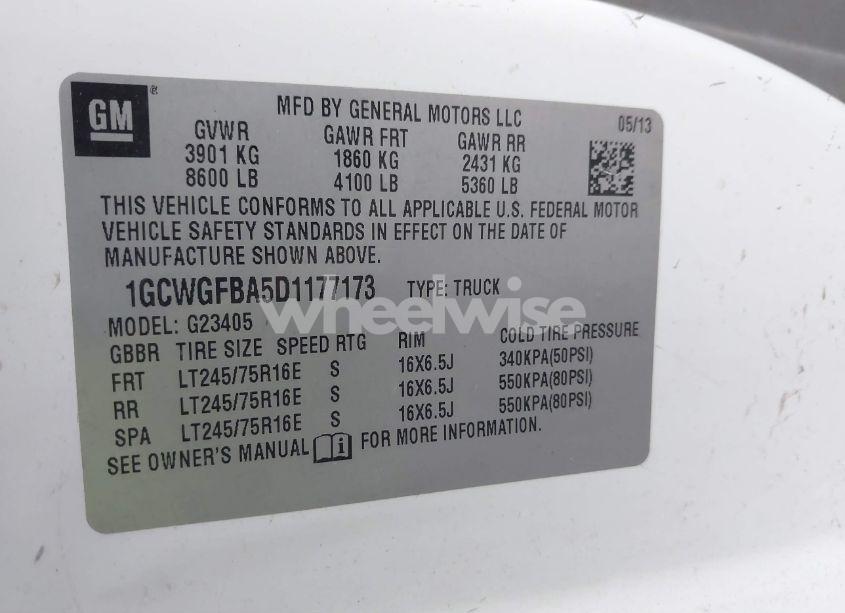 GM ®
MFD BY GENERAL MOTORS LLC 05/13
GVWR GAWR FRT GAWR RR
3901 KG 1860 KG 2431 KG
8600 LB 4100 LB 5360 LB
THIS VEHICLE CONFORMS TO ALL APPLICABLE U.S. FEDERAL MOTOR
VEHICLE SAFETY STANDARDS IN EFFECT ON THE DATE OF
MANUFACTURE SHOWN ABOVE.
1GCWGFBA5D1177173 TYPE: TRUCK
wheelwise
MODEL: G23405
GBBR TIRE SIZE SPEED RTG RIM COLD TIRE PRESSURE
FRT LT245/75R16E S 16X6.5J 340KPA(50PSI)
RR LT245/75R16E S 16X6.5J 550KPA(80PSI)
SPA LT245/75R16E S 16X6.5J 550KPA(80PSI)
SEE OWNER'S MANUAL i FOR MORE INFORMATION.